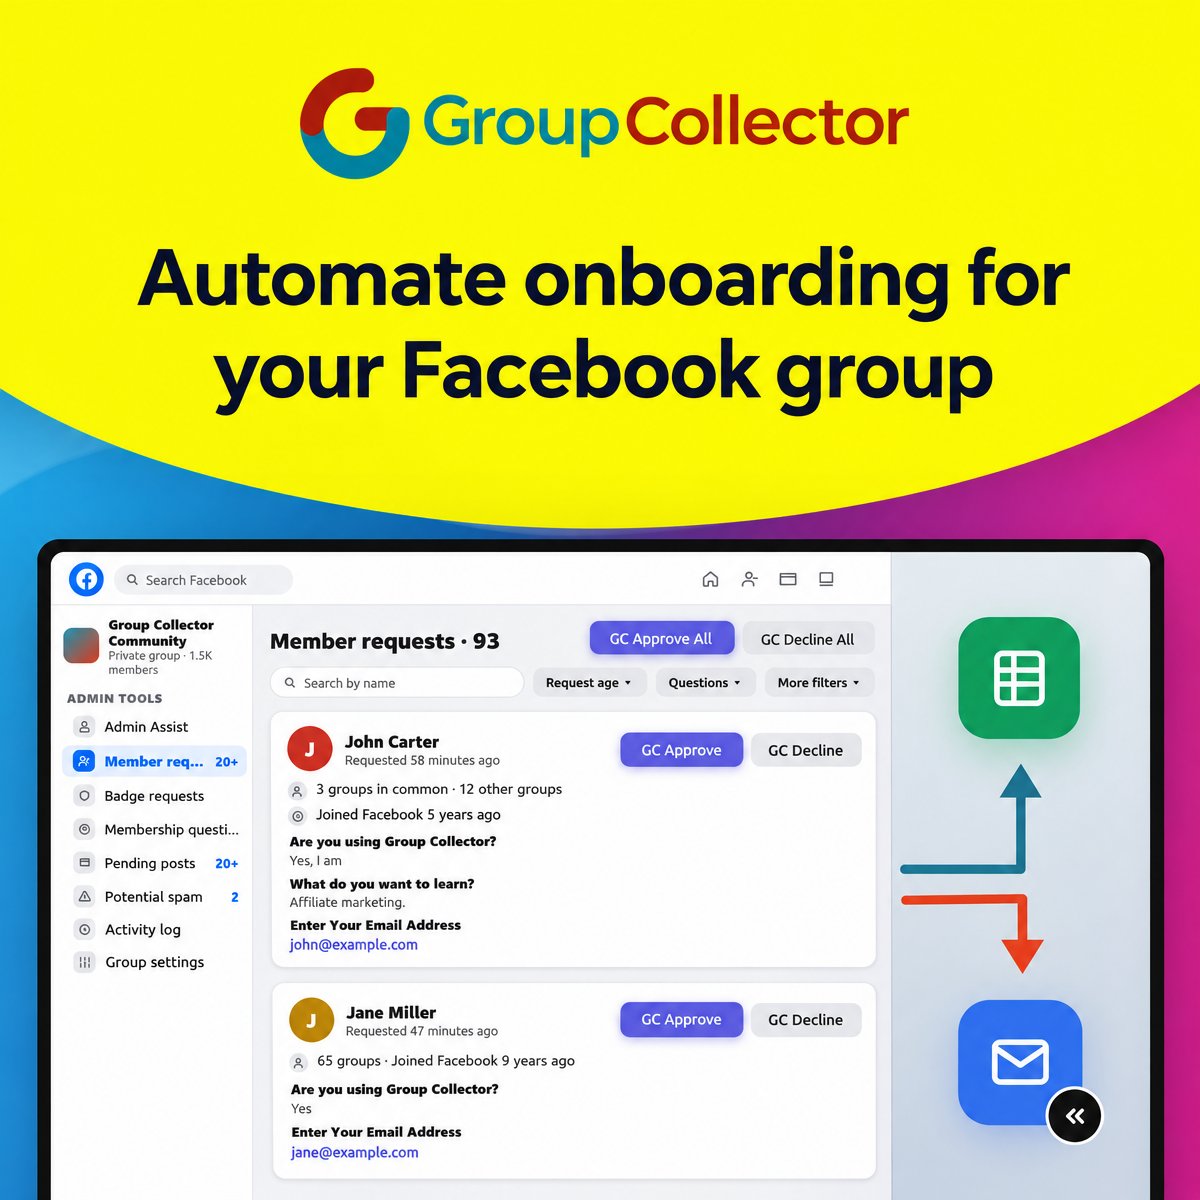 Group Collector
Automate onboarding for
your Facebook group
Search Facebook
Group Collector
Community
Private group · 1.5K
members
ADMIN TOOLS
Admin Assist
Member req... 20+
Badge requests
Membership questi...
Pending posts 20+
Potential spam 2
Activity log
Group settings
Member requests · 93
GC Approve All
GC Decline All
Search by name
Request age
Questions
More filters
J
John Carter
Requested 58 minutes ago
GC Approve
GC Decline
3 groups in common · 12 other groups
Joined Facebook 5 years ago
Are you using Group Collector?
Yes, I am
What do you want to learn?
Affiliate marketing.
Enter Your Email Address
john@example.com
J
Jane Miller
Requested 47 minutes ago
GC Approve
GC Decline
65 groups · Joined Facebook 9 years ago
Are you using Group Collector?
Yes
Enter Your Email Address
jane@example.com